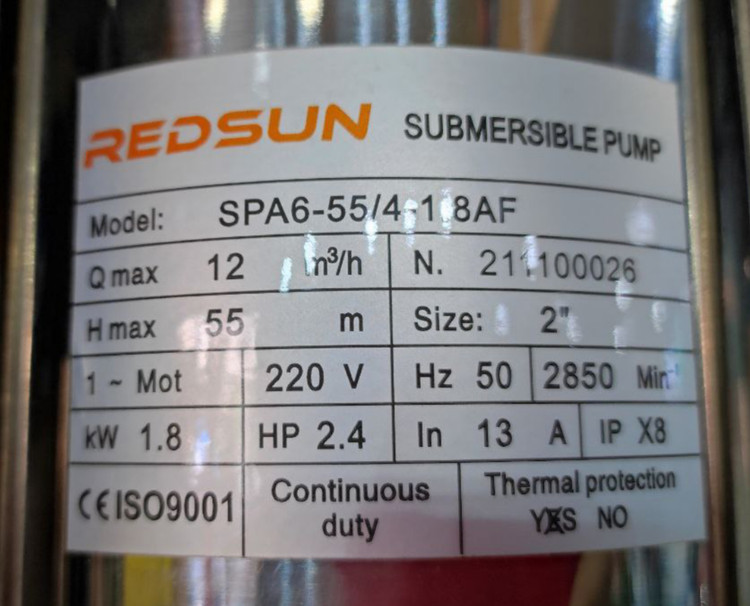 REDSUN SUBMERSIBLE PUMP
Model: SPA6-55/4-1.8AF
Q max 12 m³/h N. 211100026
H max 55 m Size: 2"
1 ~ Mot 220 V Hz 50 2850 Min⁻¹
kW 1.8 HP 2.4 In 13 A IP X8
CE ISO9001 Continuous duty Thermal protection
YES NO